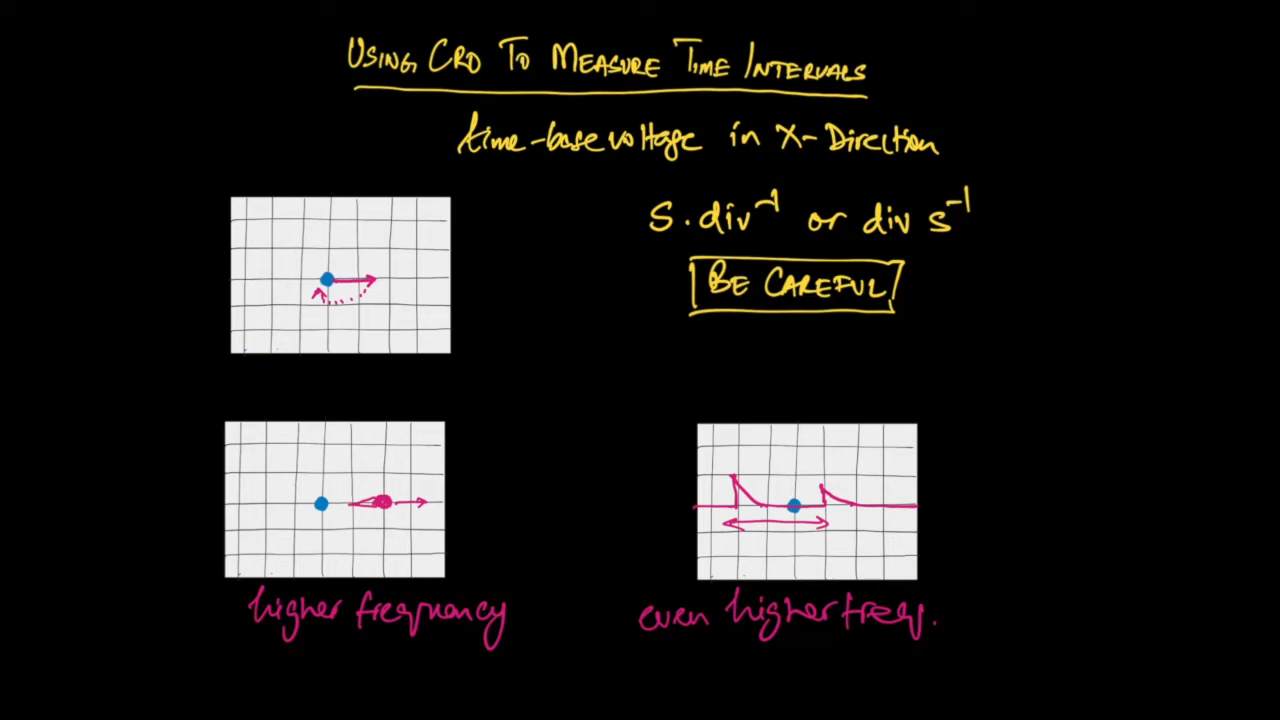 USING CRO TO MEASURE TIME INTERVALS
time-base voltage in X-Direction
S.div⁻¹ or div s⁻¹
BE CAREFUL
higher frequency
even higher freq.